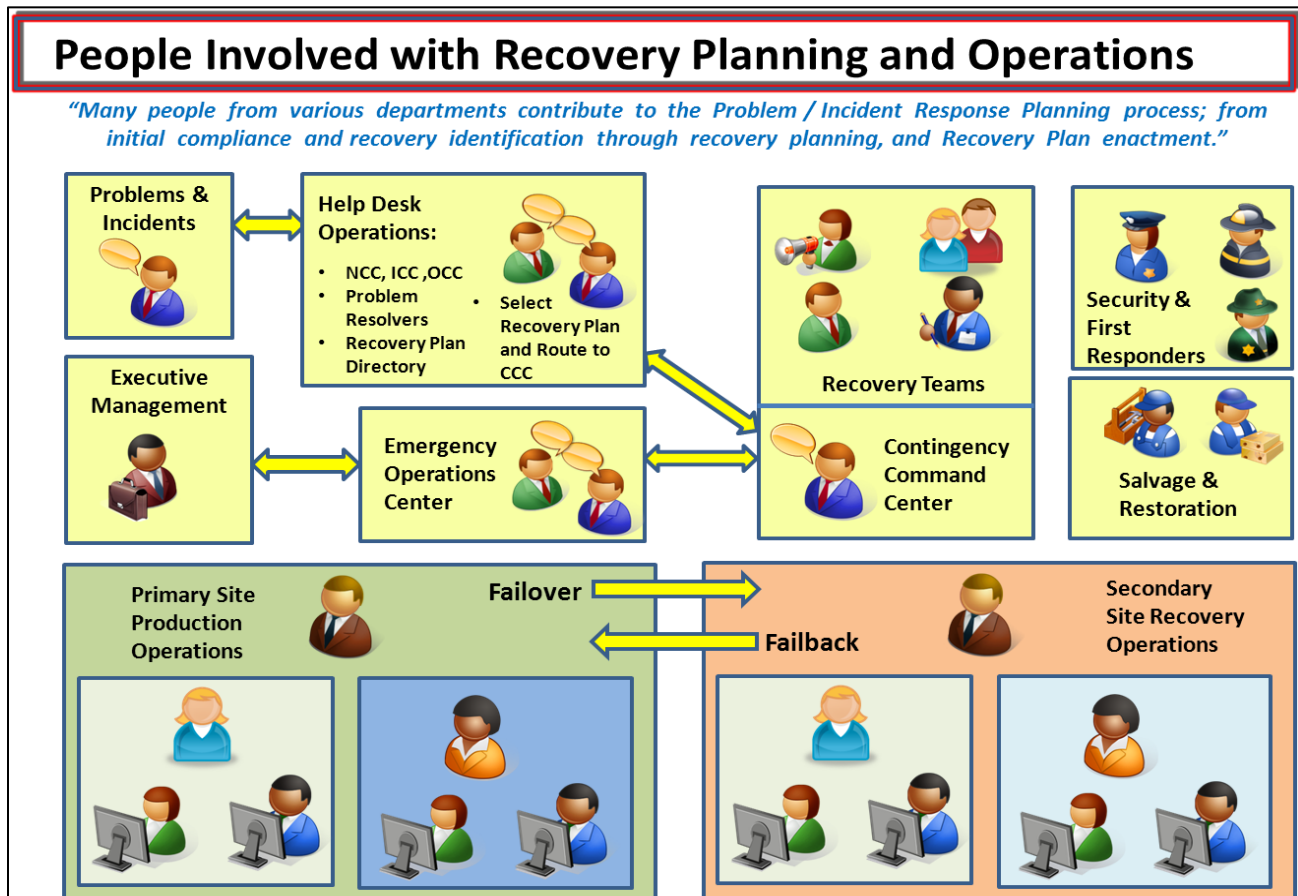 People Involved with Recovery Planning and Operations
“Many people from various departments contribute to the Problem / Incident Response Planning process; from
initial compliance and recovery identification through recovery planning, and Recovery Plan enactment.”
Problems &
Incidents
Help Desk
Operations:
• NCC, ICC ,OCC
• Problem
Resolvers
• Recovery Plan
Directory
• Select
Recovery Plan
and Route to
CCC
Recovery Teams
Security &
First
Responders
Executive
Management
Emergency
Operations
Center
Contingency
Command
Center
Salvage &
Restoration
Primary Site
Production
Operations
Failover
Failback
Secondary
Site Recovery
Operations